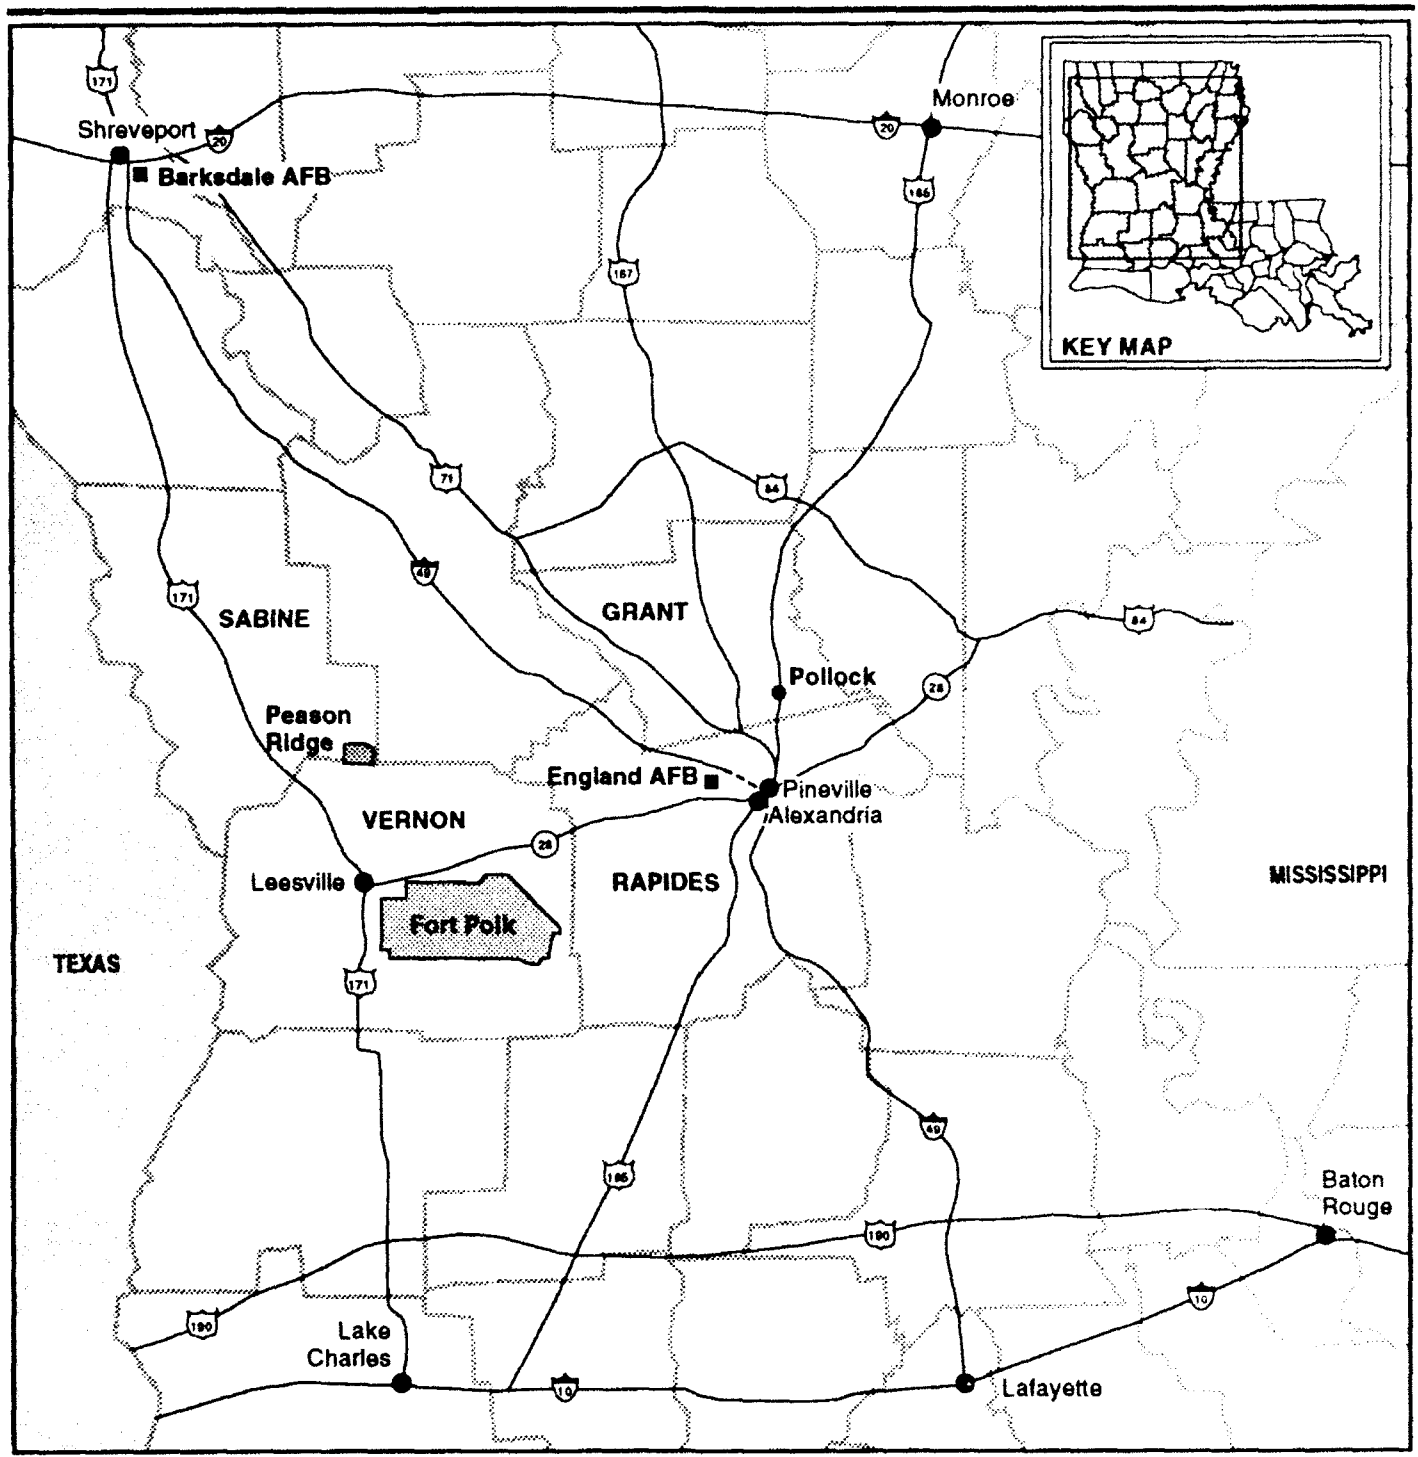 171
Shreveport
20
Barksdale AFB
20
Monroe
165
167
KEY MAP
71
84
49
171
SABINE
GRANT
84
Pollock
28
Peason
Ridge
England AFB
Pineville
Alexandria
VERNON
28
Leesville
RAPIDES
MISSISSIPPI
Fort Polk
TEXAS
171
49
165
Baton
Rouge
190
10
190
Lake
Charles
10
Lafayette